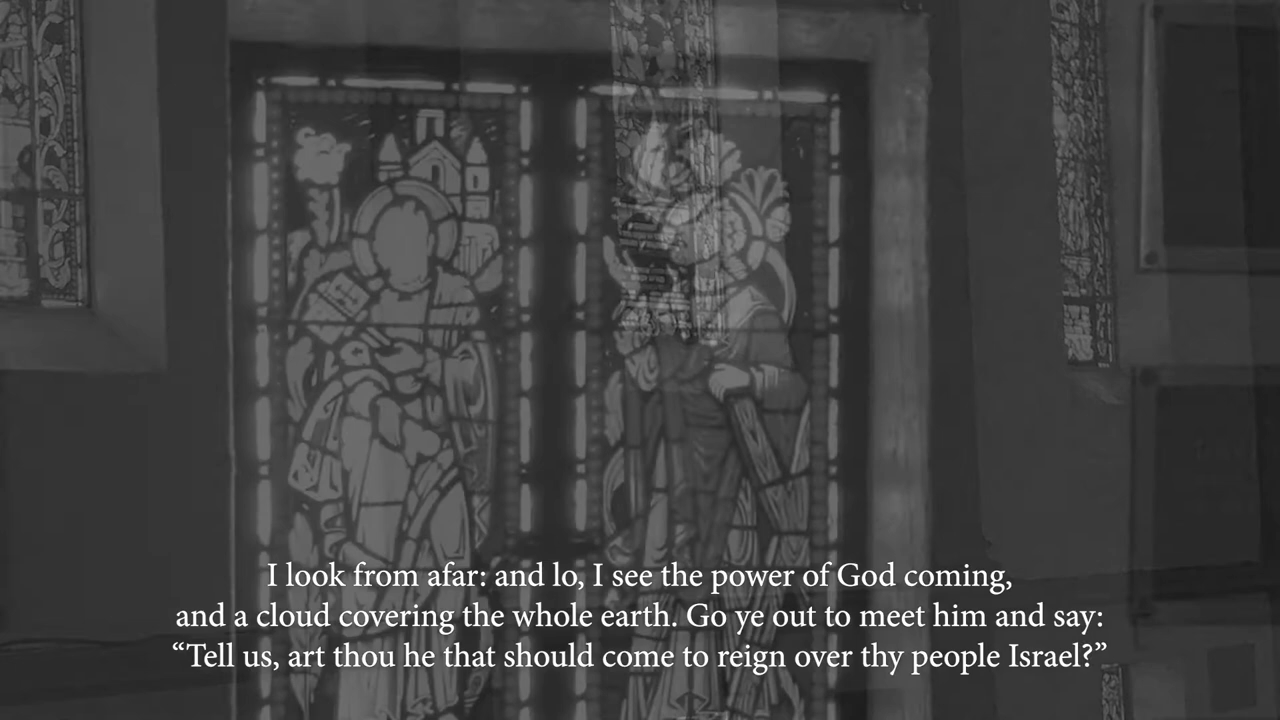 I look from afar: and lo, I see the power of God coming,
and a cloud covering the whole earth. Go ye out to meet him and say:
“Tell us, art thou he that should come to reign over thy people Israel?”